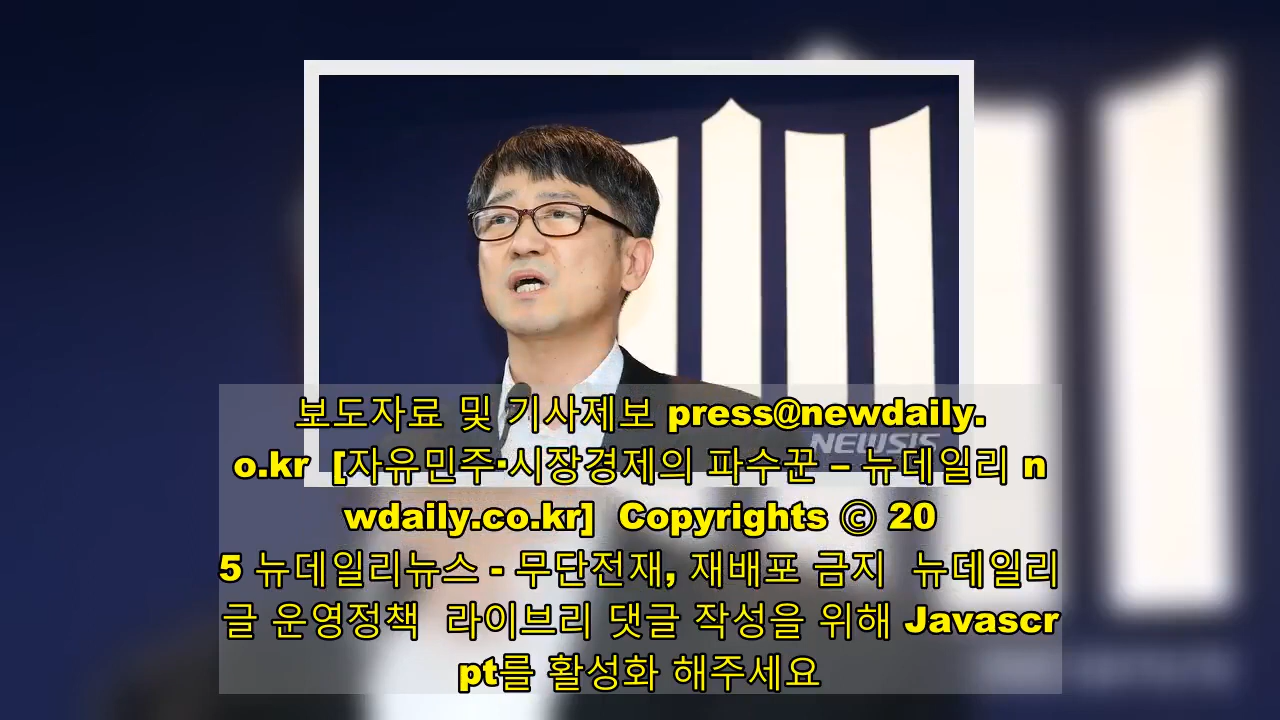 NEWSIS
보도자료 및 기사제보 press@newdaily.
o.kr [자유민주·시장경제의 파수꾼 – 뉴데일리 n
wdaily.co.kr] Copyrights ⓒ 20
5 뉴데일리뉴스 - 무단전재, 재배포 금지 뉴데일리
글 운영정책 라이브리 댓글 작성을 위해 Javascr
pt를 활성화 해주세요